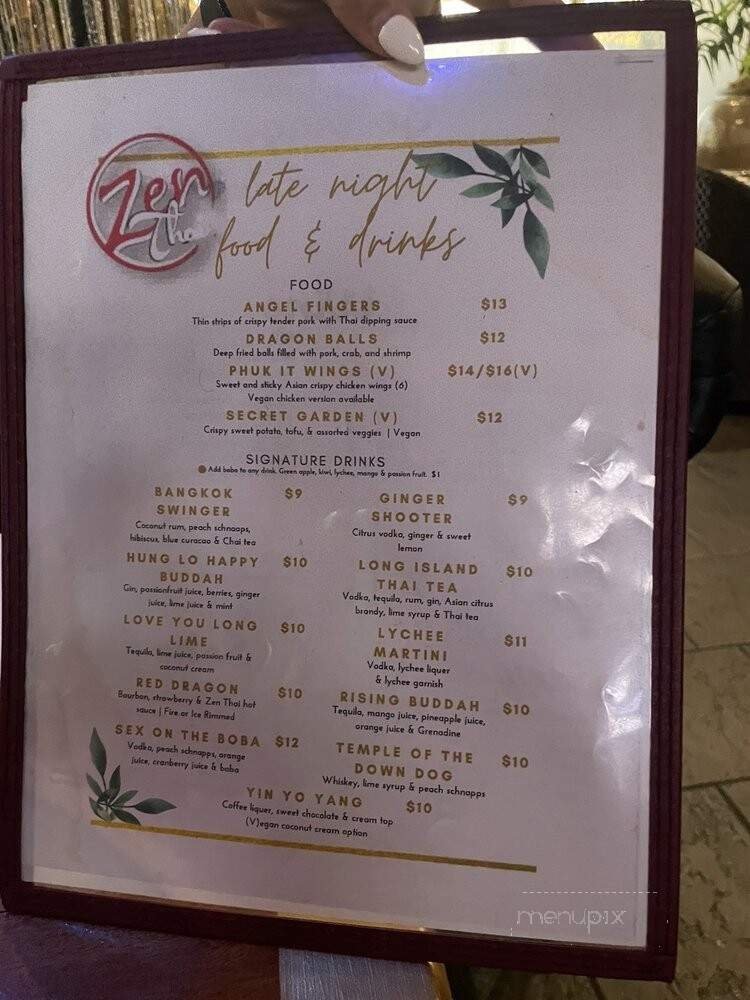 Zen
Thai
late night
food & drinks
FOOD
ANGEL FINGERS $13
Thin strips of crispy tender pork with Thai dipping sauce
DRAGON BALLS $12
Deep fried balls filled with pork, crab, and shrimp
PHUK IT WINGS (V) $14/$16(V)
Sweet and sticky Asian crispy chicken wings (6)
Vegan chicken version available
SECRET GARDEN (V) $12
Crispy sweet potato, tofu, & assorted veggies | Vegan
SIGNATURE DRINKS
Add boba to any drink. Green apple, kiwi, lychee, mango & passion fruit. $1
BANGKOK $9
SWINGER
Coconut rum, peach schnaaps,
hibiscus, blue curacao & Chai tea
HUNG LO HAPPY $10
BUDDAH
Gin, passionfruit juice, berries, ginger
juice, lime juice & mint
LOVE YOU LONG $10
LIME
Tequila, lime juice, passion fruit &
coconut cream
RED DRAGON $10
Bourbon, strawberry & Zen Thai hot
sauce | Fire or Ice Rimmed
SEX ON THE BOBA $12
Vodka, peach schnapps, orange
juice, cranberry juice & boba
GINGER $9
SHOOTER
Citrus vodka, ginger & sweet
lemon
LONG ISLAND $10
THAI TEA
Vodka, tequila, rum, gin, Asian citrus
brandy, lime syrup & Thai tea
LYCHEE $11
MARTINI
Vodka, lychee liquer
& lychee garnish
RISING BUDDAH $10
Tequila, mango juice, pineapple juice,
orange juice & Grenadine
TEMPLE OF THE $10
DOWN DOG
Whiskey, lime syrup & peach schnapps
YIN YO YANG $10
Coffee liquer, sweet chocolate & cream top
(V)egan coconut cream option
menupix